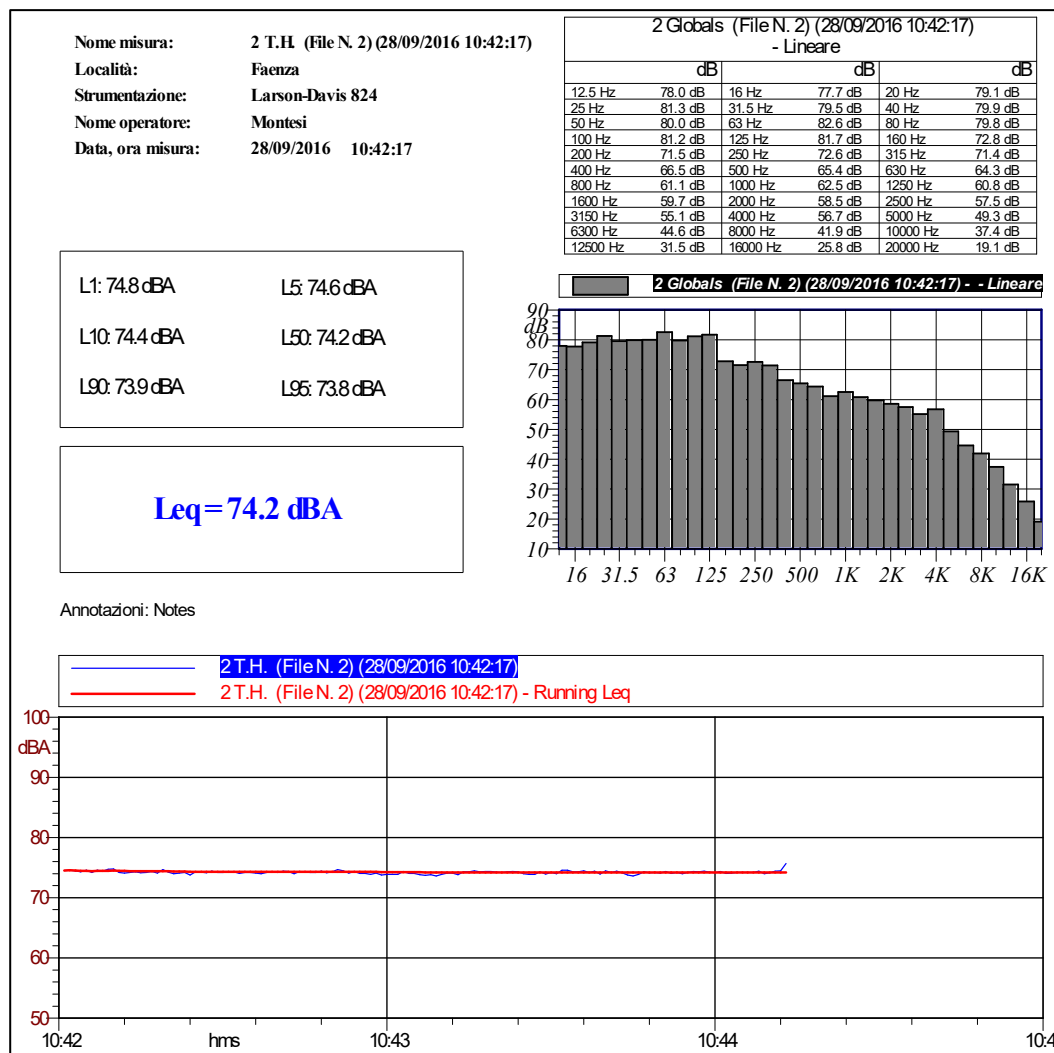 Nome misura: 2 T.H. (File N. 2) (28/09/2016 10:42:17)
Località: Faenza
Strumentazione: Larson-Davis 824
Nome operatore: Montesi
Data, ora misura: 28/09/2016 10:42:17
2 Globals (File N. 2) (28/09/2016 10:42:17)
- Lineare
dB dB dB
12.5 Hz 78.0 dB 16 Hz 77.7 dB 20 Hz 79.1 dB
25 Hz 81.3 dB 31.5 Hz 79.5 dB 40 Hz 79.9 dB
50 Hz 80.0 dB 63 Hz 82.6 dB 80 Hz 79.8 dB
100 Hz 81.2 dB 125 Hz 81.7 dB 160 Hz 72.8 dB
200 Hz 71.5 dB 250 Hz 72.6 dB 315 Hz 71.4 dB
400 Hz 66.5 dB 500 Hz 65.4 dB 630 Hz 64.3 dB
800 Hz 61.1 dB 1000 Hz 62.5 dB 1250 Hz 60.8 dB
1600 Hz 59.7 dB 2000 Hz 58.5 dB 2500 Hz 57.5 dB
3150 Hz 55.1 dB 4000 Hz 56.7 dB 5000 Hz 49.3 dB
6300 Hz 44.6 dB 8000 Hz 41.9 dB 10000 Hz 37.4 dB
12500 Hz 31.5 dB 16000 Hz 25.8 dB 20000 Hz 19.1 dB
L1: 74.8 dBA L5: 74.6 dBA
L10: 74.4 dBA L50: 74.2 dBA
L90: 73.9 dBA L95: 73.8 dBA
Leq = 74.2 dBA
2 Globals (File N. 2) (28/09/2016 10:42:17) - - Lineare
90
dB
80
70
60
50
40
30
20
10
16 31.5 63 125 250 500 1K 2K 4K 8K 16K
Annotazioni: Notes
2 T.H. (File N. 2) (28/09/2016 10:42:17)
2 T.H. (File N. 2) (28/09/2016 10:42:17) - Running Leq
100
dBA
90
80
70
60
50
10:42 hms 10:43 10:44 10:4